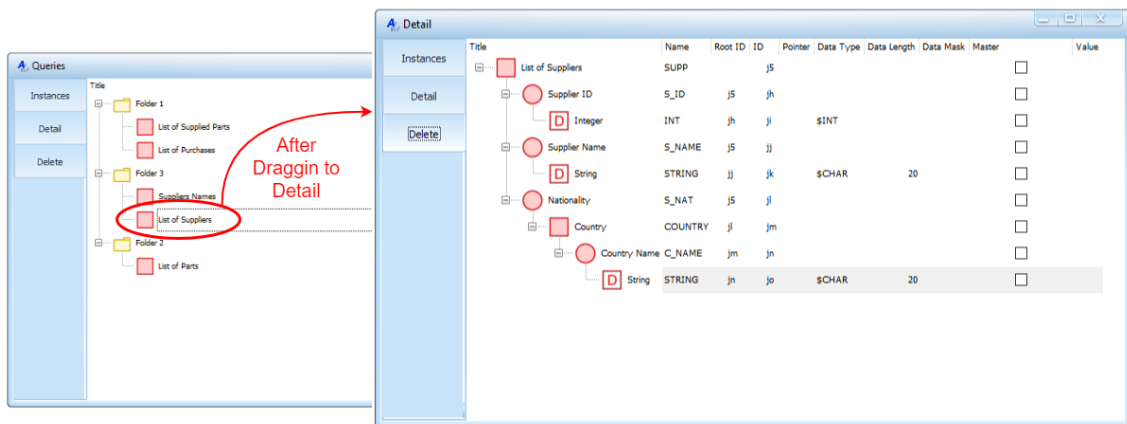 Queries
Instances
Detail
Delete
Title
Folder 1
List of Supplied Parts
List of Purchases
Folder 3
Suppliers Names
List of Suppliers
Folder 2
List of Parts
After
Draggin to
Detail
Detail
Instances
Detail
Delete
Title Name Root ID ID Pointer Data Type Data Length Data Mask Master Value
List of Suppliers SUPP j5
Supplier ID S_ID j5 jh
D Integer INT jh ji $INT
Supplier Name S_NAME j5 jj
D String STRING jj jk $CHAR 20
Nationality S_NAT j5 jl
Country COUNTRY jl jm
Country Name C_NAME jm jn
D String STRING jn jo $CHAR 20